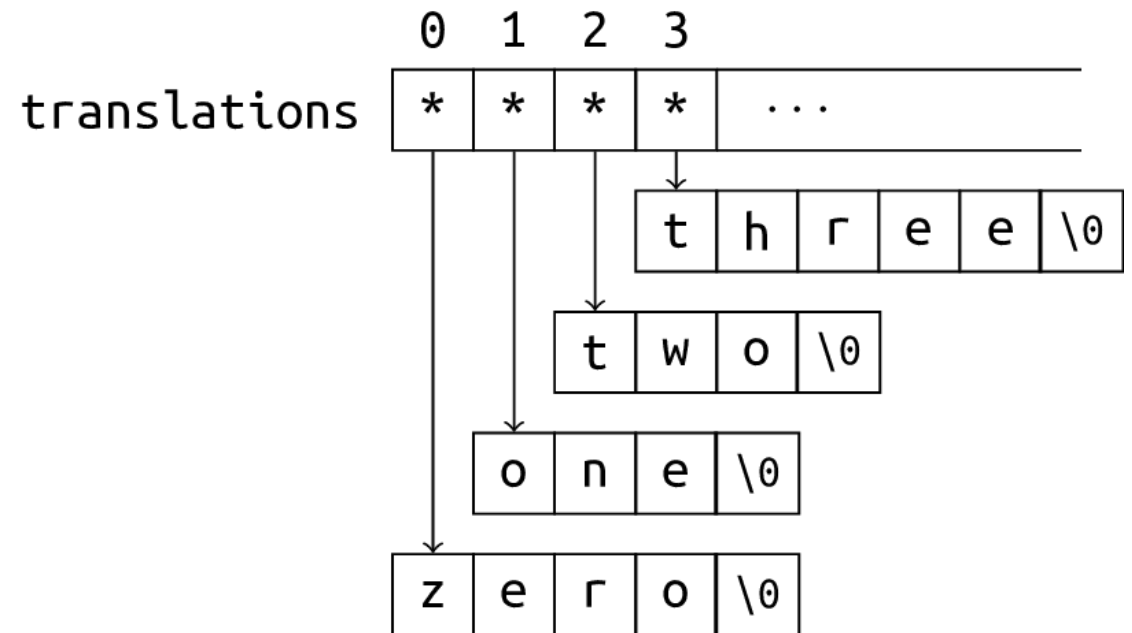 0 1 2 3
translations * * * * ...
t h r e e \0
t w o \0
o n e \0
z e r o \0